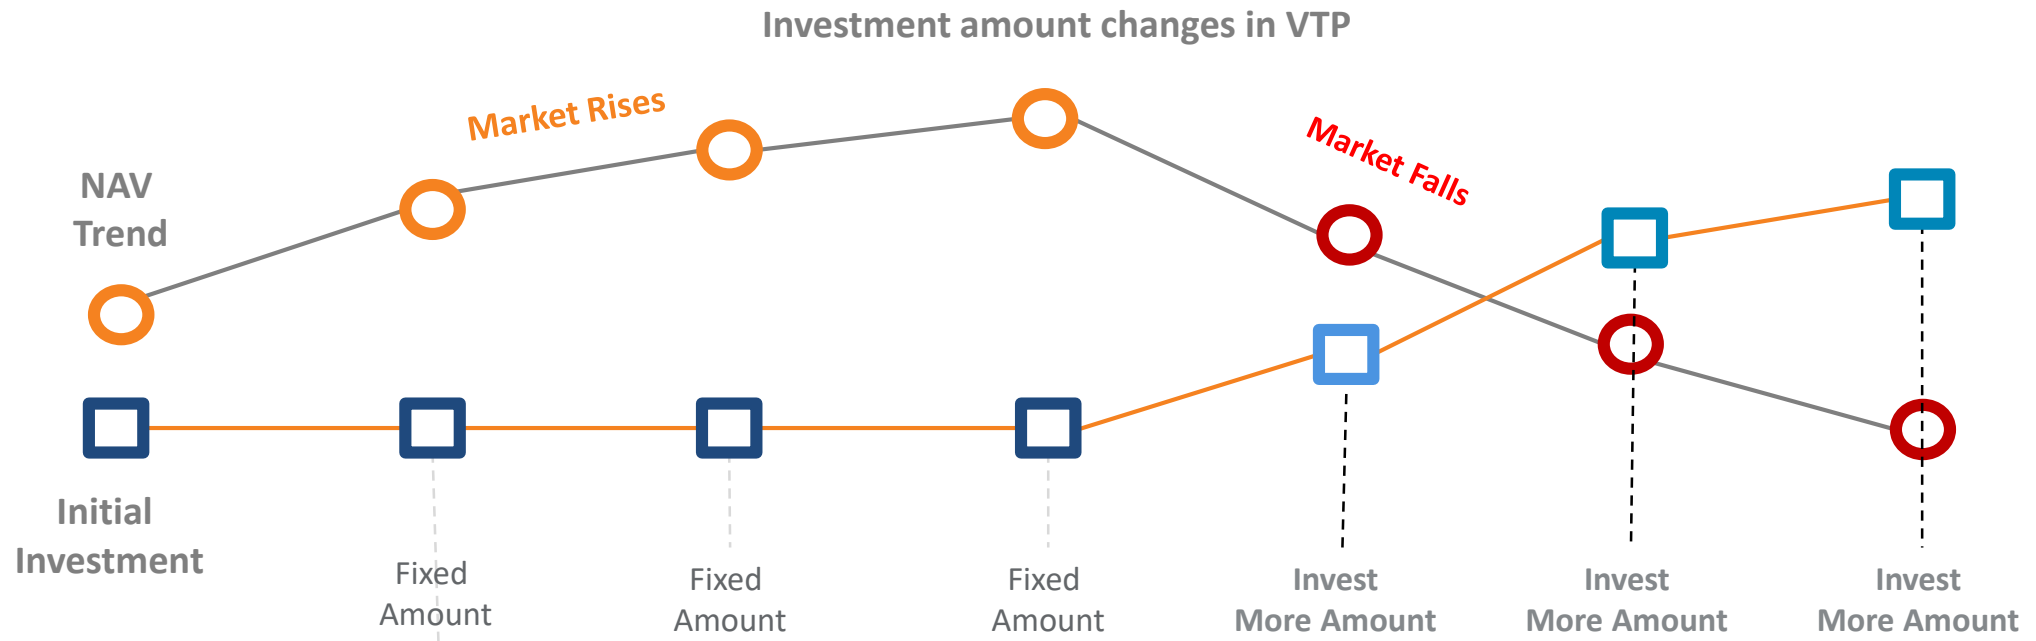 Investment amount changes in VTP
Market Rises
Market Falls
NAV
Trend
Initial
Investment
Fixed
Amount
Fixed
Amount
Fixed
Amount
Invest
More Amount
Invest
More Amount
Invest
More Amount